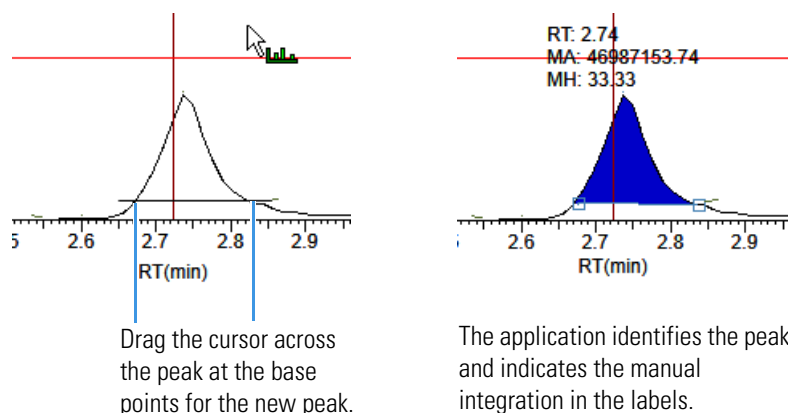 5 2.6 2.7 2.8 2.9
RT(min)
Drag the cursor across
the peak at the base
points for the new peak.
RT: 2.74
MA: 46987153.74
MH: 33.33
5 2.6 2.7 2.8 2.9
RT(min)
The application identifies the peak
and indicates the manual
integration in the labels.